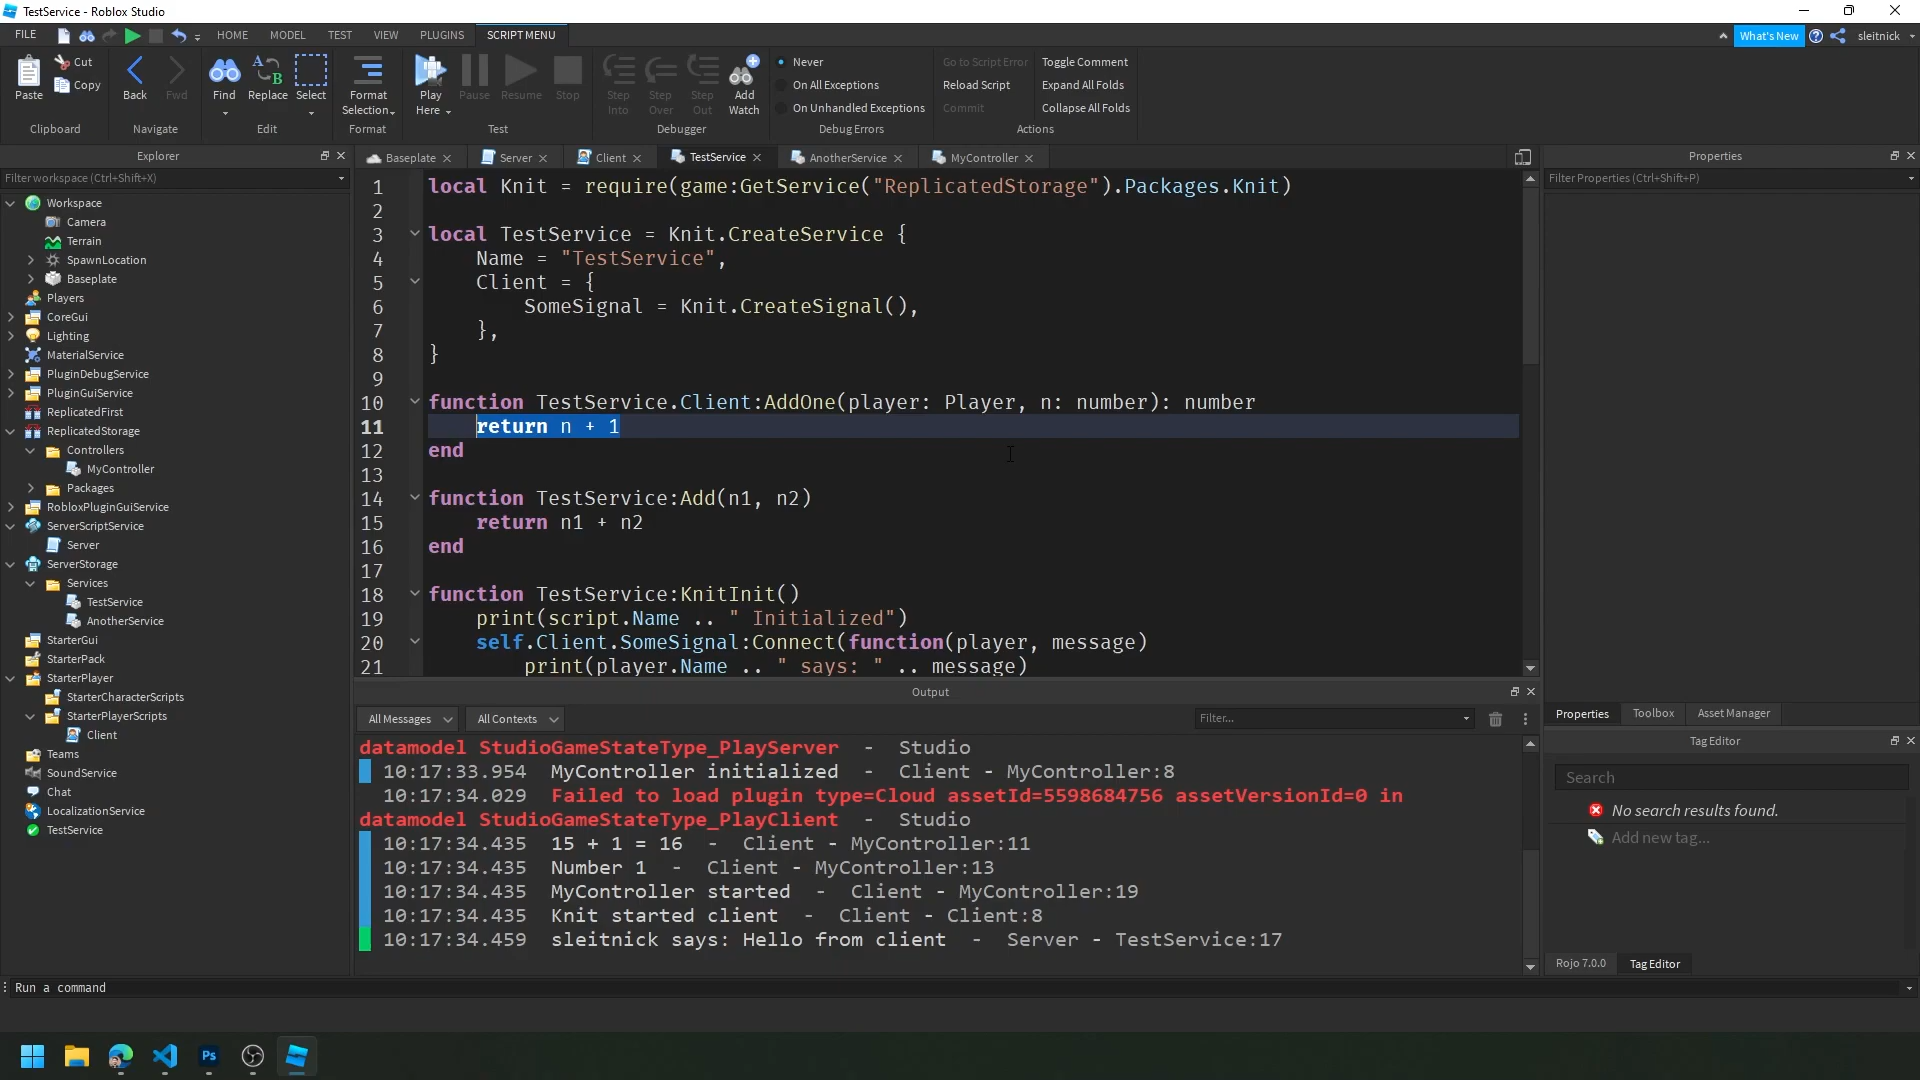 TestService - Roblox Studio
FILE HOME MODEL TEST VIEW PLUGINS SCRIPT MENU What's New sleitnick
Paste Cut Copy Back Fwd Find Replace Select Format Selection Play Here Pause Resume Stop Step Into Step Over Step Out Add Watch Never On All Exceptions On Unhandled Exceptions Go to Script Error Reload Script Commit Toggle Comment Expand All Folds Collapse All Folds
Clipboard Navigate Edit Format Test Debugger Debug Errors Actions
Explorer
Filter workspace (Ctrl+Shift+X)
Workspace
Camera
Terrain
SpawnLocation
Baseplate
Players
CoreGui
Lighting
MaterialService
PluginDebugService
PluginGuiService
ReplicatedFirst
ReplicatedStorage
Controllers
MyController
Packages
RobloxPluginGuiService
ServerScriptService
Server
ServerStorage
Services
TestService
AnotherService
StarterGui
StarterPack
StarterPlayer
StarterCharacterScripts
StarterPlayerScripts
Client
Teams
SoundService
Chat
LocalizationService
TestService
Baseplate Server Client TestService AnotherService MyController
1 local Knit = require(game:GetService("ReplicatedStorage").Packages.Knit)
2
3 local TestService = Knit.CreateService {
4 Name = "TestService",
5 Client = {
6 SomeSignal = Knit.CreateSignal(),
7 },
8 }
9
10 function TestService.Client:AddOne(player: Player, n: number): number
11 return n + 1
12 end
13
14 function TestService:Add(n1, n2)
15 return n1 + n2
16 end
17
18 function TestService:KnitInit()
19 print(script.Name .. " Initialized")
20 self.Client.SomeSignal:Connect(function(player, message)
21 print(player.Name .. " says: " .. message)
Output
All Messages All Contexts Filter...
datamodel StudioGameStateType_PlayServer - Studio
10:17:33.954 MyController initialized - Client - MyController:8
10:17:34.029 Failed to load plugin type=Cloud assetId=5598684756 assetVersionId=0 in
datamodel StudioGameStateType_PlayClient - Studio
10:17:34.435 15 + 1 = 16 - Client - MyController:11
10:17:34.435 Number 1 - Client - MyController:13
10:17:34.435 MyController started - Client - MyController:19
10:17:34.435 Knit started client - Client - Client:8
10:17:34.459 sleitnick says: Hello from client - Server - TestService:17
Properties
Filter Properties (Ctrl+Shift+P)
Properties Toolbox Asset Manager
Tag Editor
Search
No search results found.
Add new tag...
Rojo 7.0.0 Tag Editor
Run a command
Ps